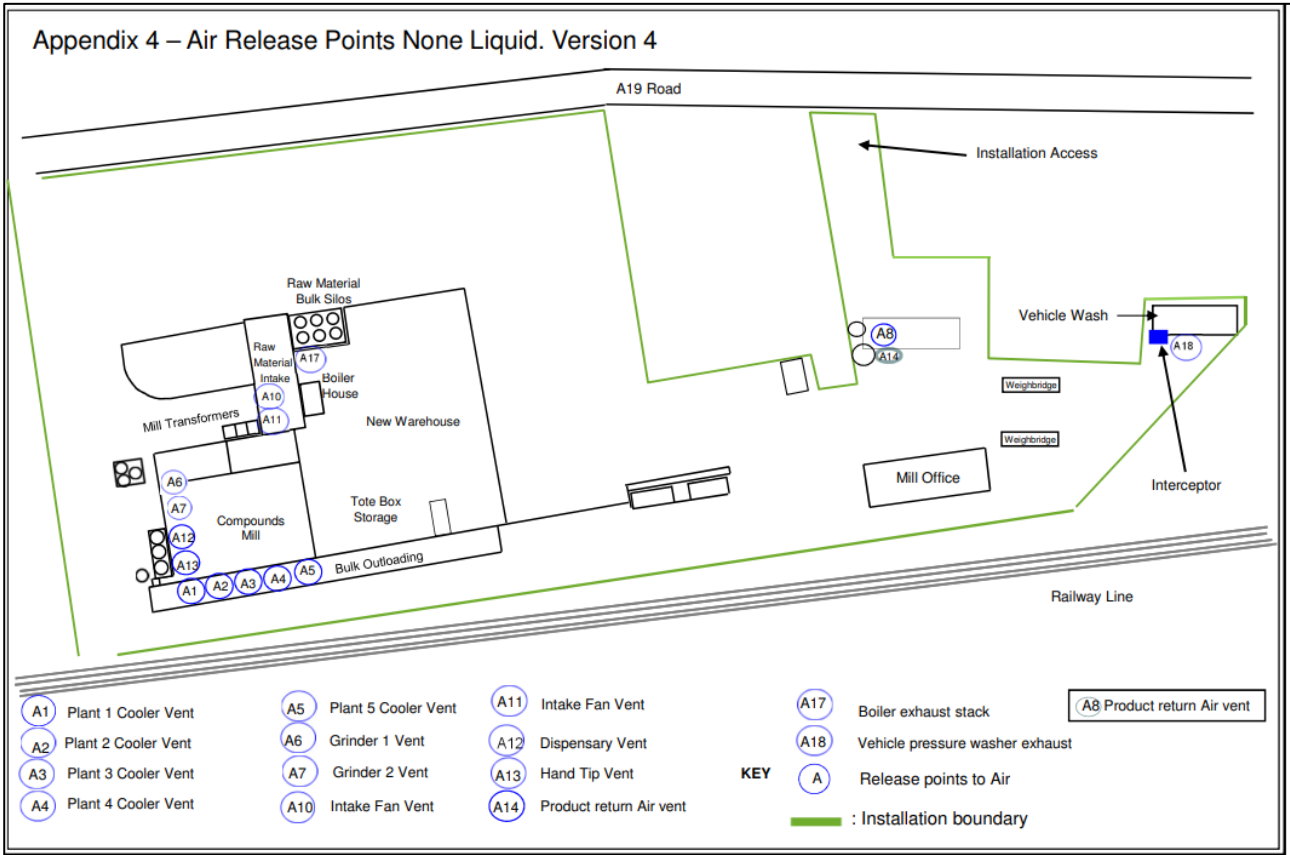 Appendix 4 – Air Release Points None Liquid. Version 4
A19 Road
Installation Access
Raw Material
Bulk Silos
Raw
Material
Intake
A17
Boiler
House
A10
A11
Mill Transformers
New Warehouse
A8
A14
Vehicle Wash
A18
Weighbridge
Weighbridge
Interceptor
Mill Office
A6
A7
A12
A13
Compounds
Mill
Tote Box
Storage
A1
A2
A3
A4
A5
Bulk Outloading
Railway Line
A1 Plant 1 Cooler Vent
A2 Plant 2 Cooler Vent
A3 Plant 3 Cooler Vent
A4 Plant 4 Cooler Vent
A5 Plant 5 Cooler Vent
A6 Grinder 1 Vent
A7 Grinder 2 Vent
A10 Intake Fan Vent
A11 Intake Fan Vent
A12 Dispensary Vent
A13 Hand Tip Vent
A14 Product return Air vent
KEY
A17 Boiler exhaust stack
A18 Vehicle pressure washer exhaust
A Release points to Air
: Installation boundary
A8 Product return Air vent